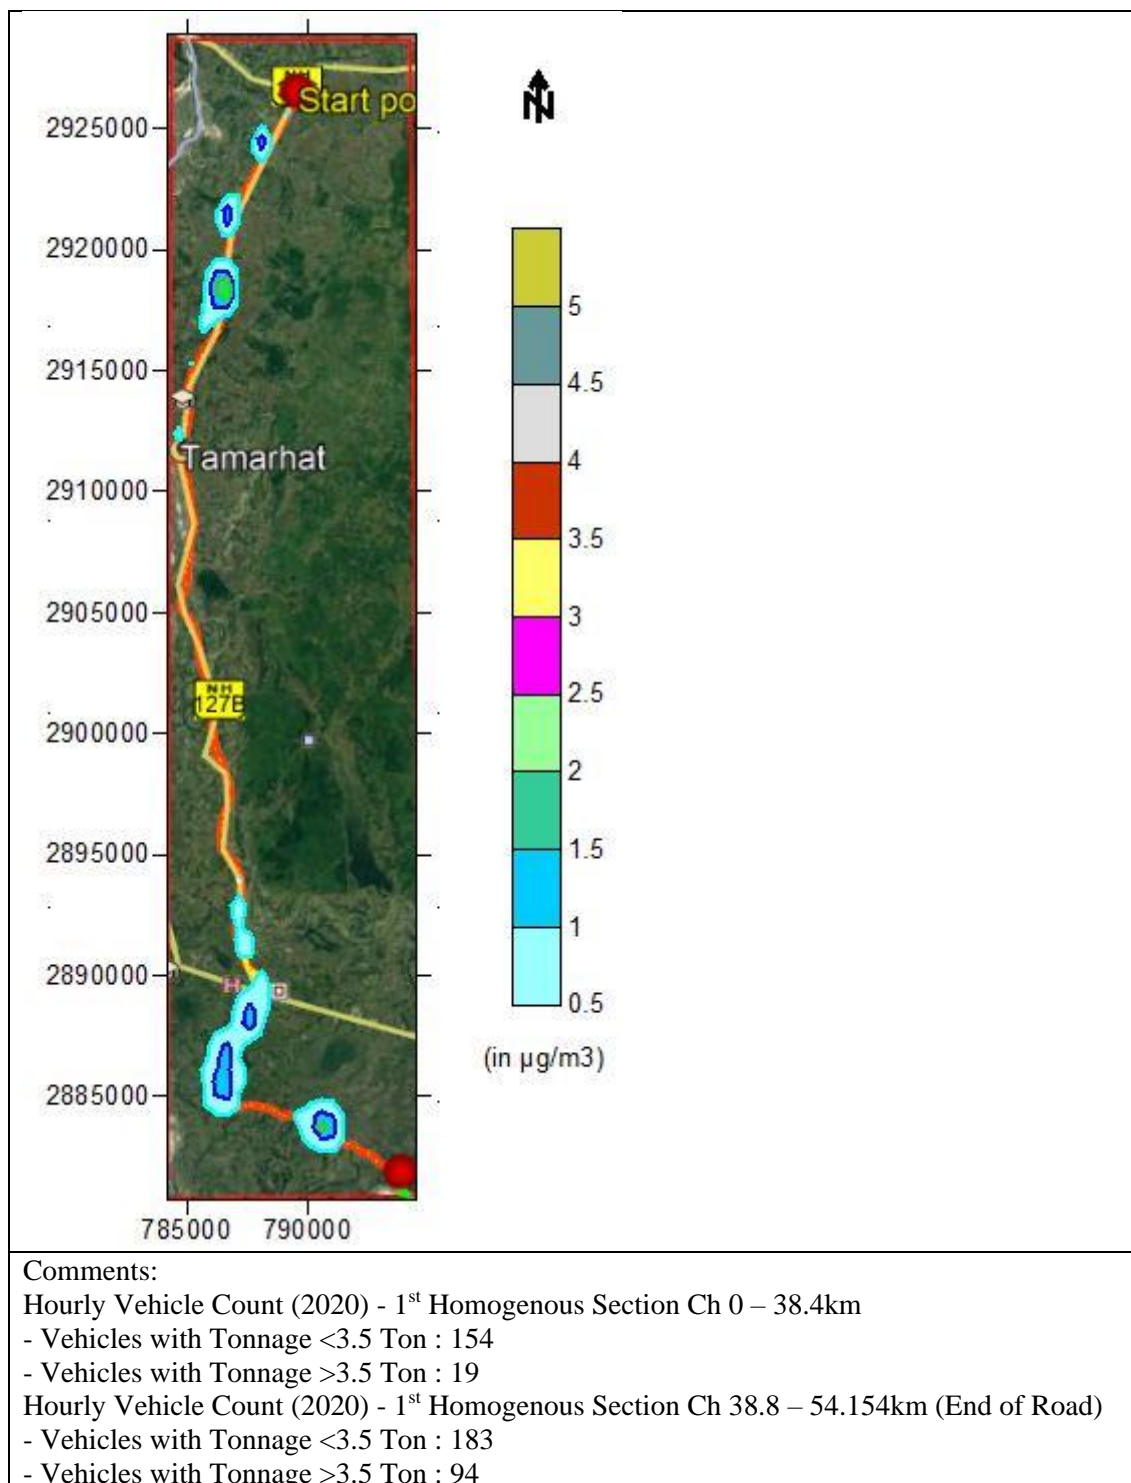 NH
Start po
N
2925000
2920000
2915000
Tamarhat
2910000
2905000
NH
127B
2900000
2895000
2890000
H
2885000
785000 790000
5
4.5
4
3.5
3
2.5
2
1.5
1
0.5
(in µg/m3)
Comments:
Hourly Vehicle Count (2020) - 1st Homogenous Section Ch 0 – 38.4km
- Vehicles with Tonnage <3.5 Ton : 154
- Vehicles with Tonnage >3.5 Ton : 19
Hourly Vehicle Count (2020) - 1st Homogenous Section Ch 38.8 – 54.154km (End of Road)
- Vehicles with Tonnage <3.5 Ton : 183
- Vehicles with Tonnage >3.5 Ton : 94